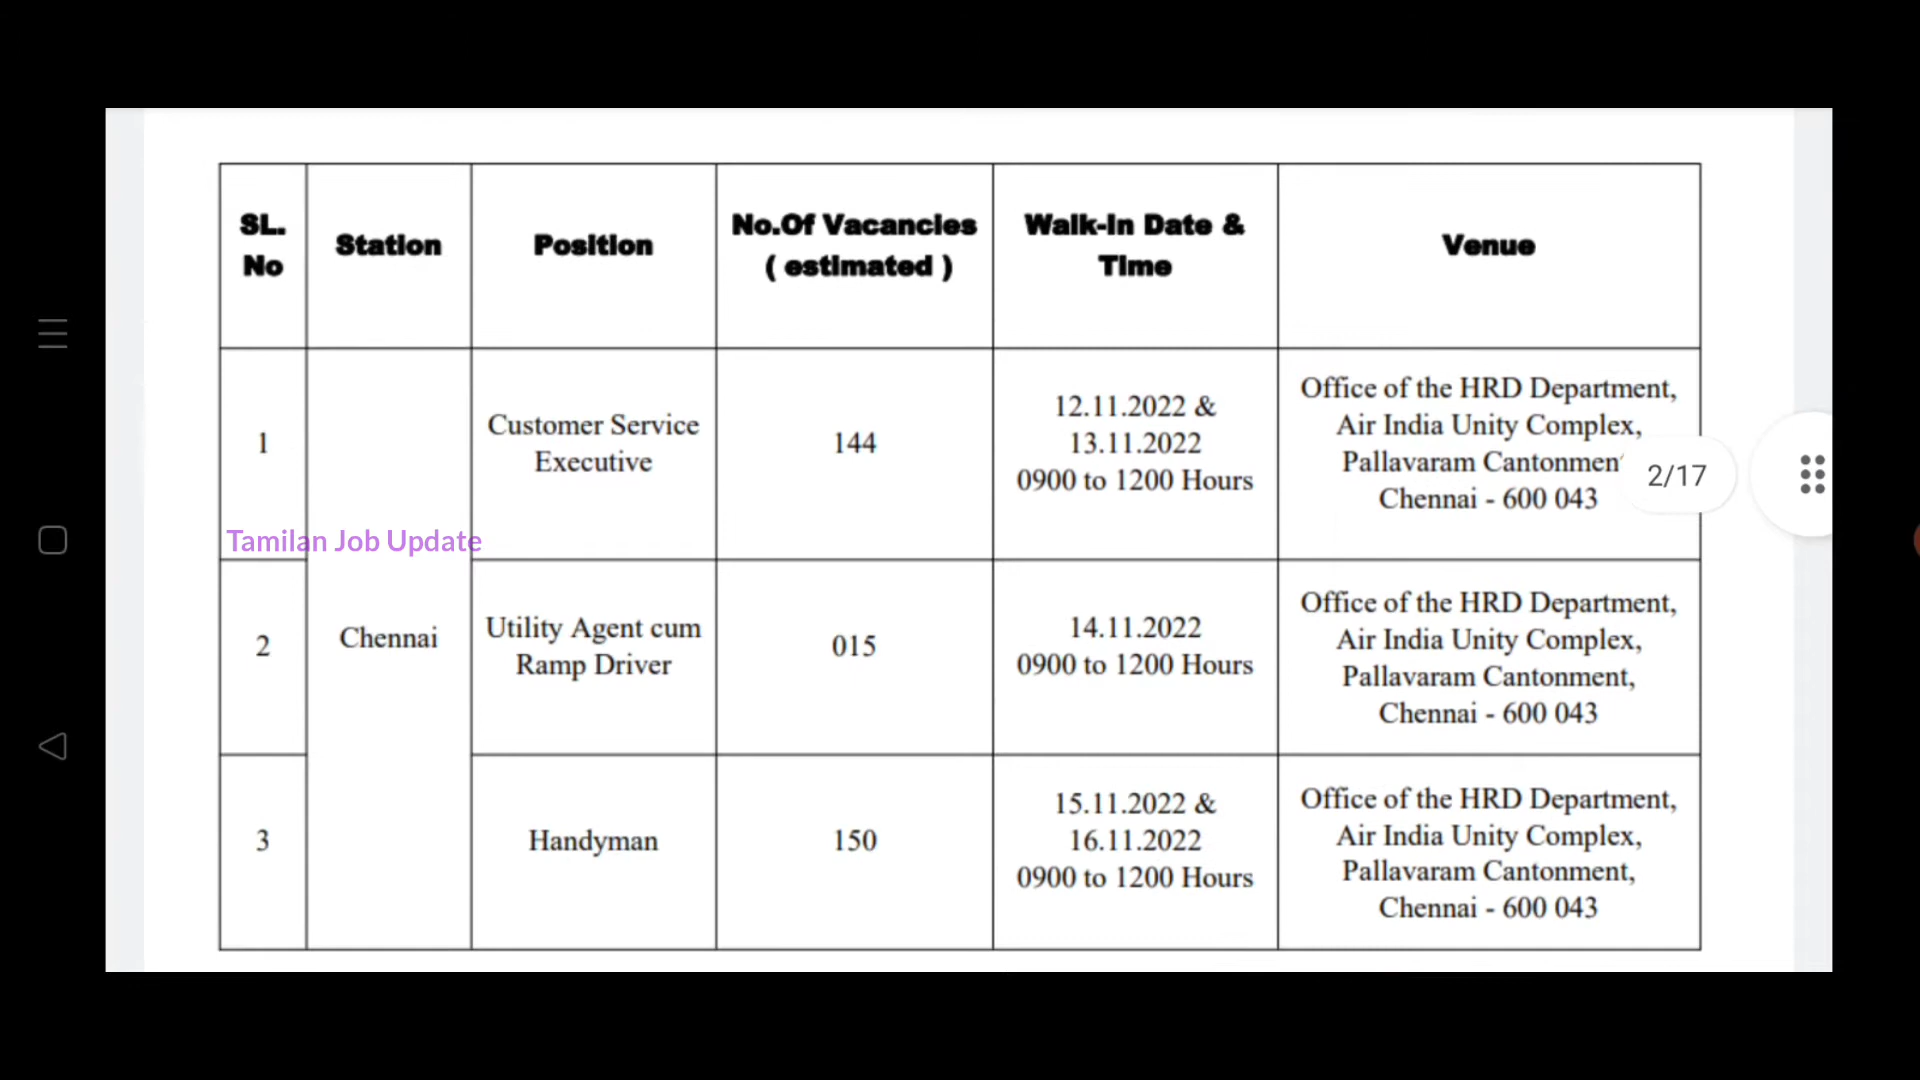 SL.
No
Station
Position
No.Of Vacancies
( estimated )
Walk-In Date &
Time
Venue
1
Customer Service
Executive
144
12.11.2022 &
13.11.2022
0900 to 1200 Hours
Office of the HRD Department,
Air India Unity Complex,
Pallavaram Cantonmen
Chennai - 600 043
2/17
Tamilan Job Update
2
Chennai
Utility Agent cum
Ramp Driver
015
14.11.2022
0900 to 1200 Hours
Office of the HRD Department,
Air India Unity Complex,
Pallavaram Cantonment,
Chennai - 600 043
3
Handyman
150
15.11.2022 &
16.11.2022
0900 to 1200 Hours
Office of the HRD Department,
Air India Unity Complex,
Pallavaram Cantonment,
Chennai - 600 043